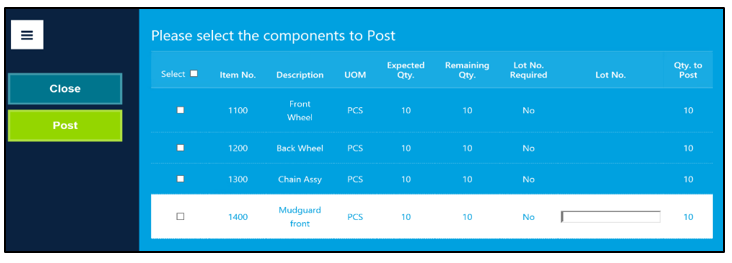 Please select the components to Post
Close
Post
Select Item No. Description UOM Expected Qty. Remaining Qty. Lot No. Required Lot No. Qty. to Post
1100 Front Wheel PCS 10 10 No 10
1200 Back Wheel PCS 10 10 No 10
1300 Chain Assy PCS 10 10 No 10
1400 Mudguard front PCS 10 10 No 10